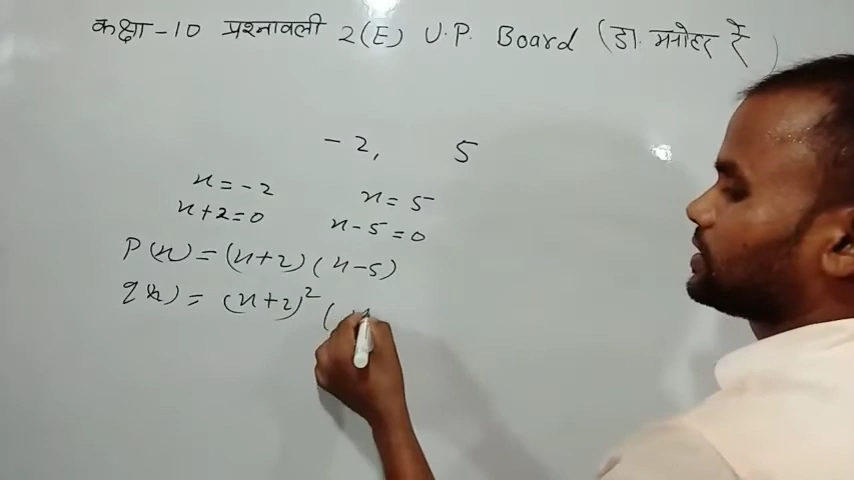 कक्षा -10 प्रश्नावली 2(E) U.P. Board (डा. मनोहर रे)
-2, 5
x = -2 x = 5
x+2=0 x-5=0
P(x) = (x+2) (x-5)
q(x) = (x+2)² (